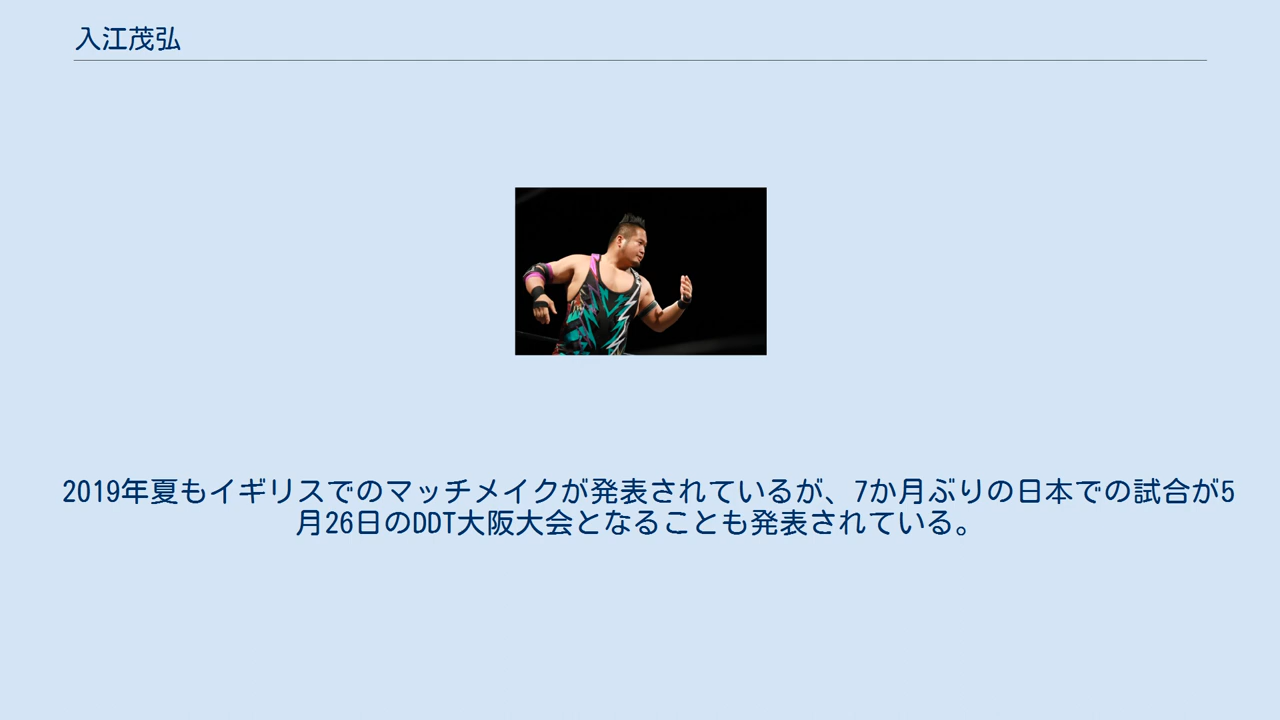 入江茂弘
2019年夏もイギリスでのマッチメイクが発表されているが、7か月ぶりの日本での試合が5
月26日のDDT大阪大会となることも発表されている。